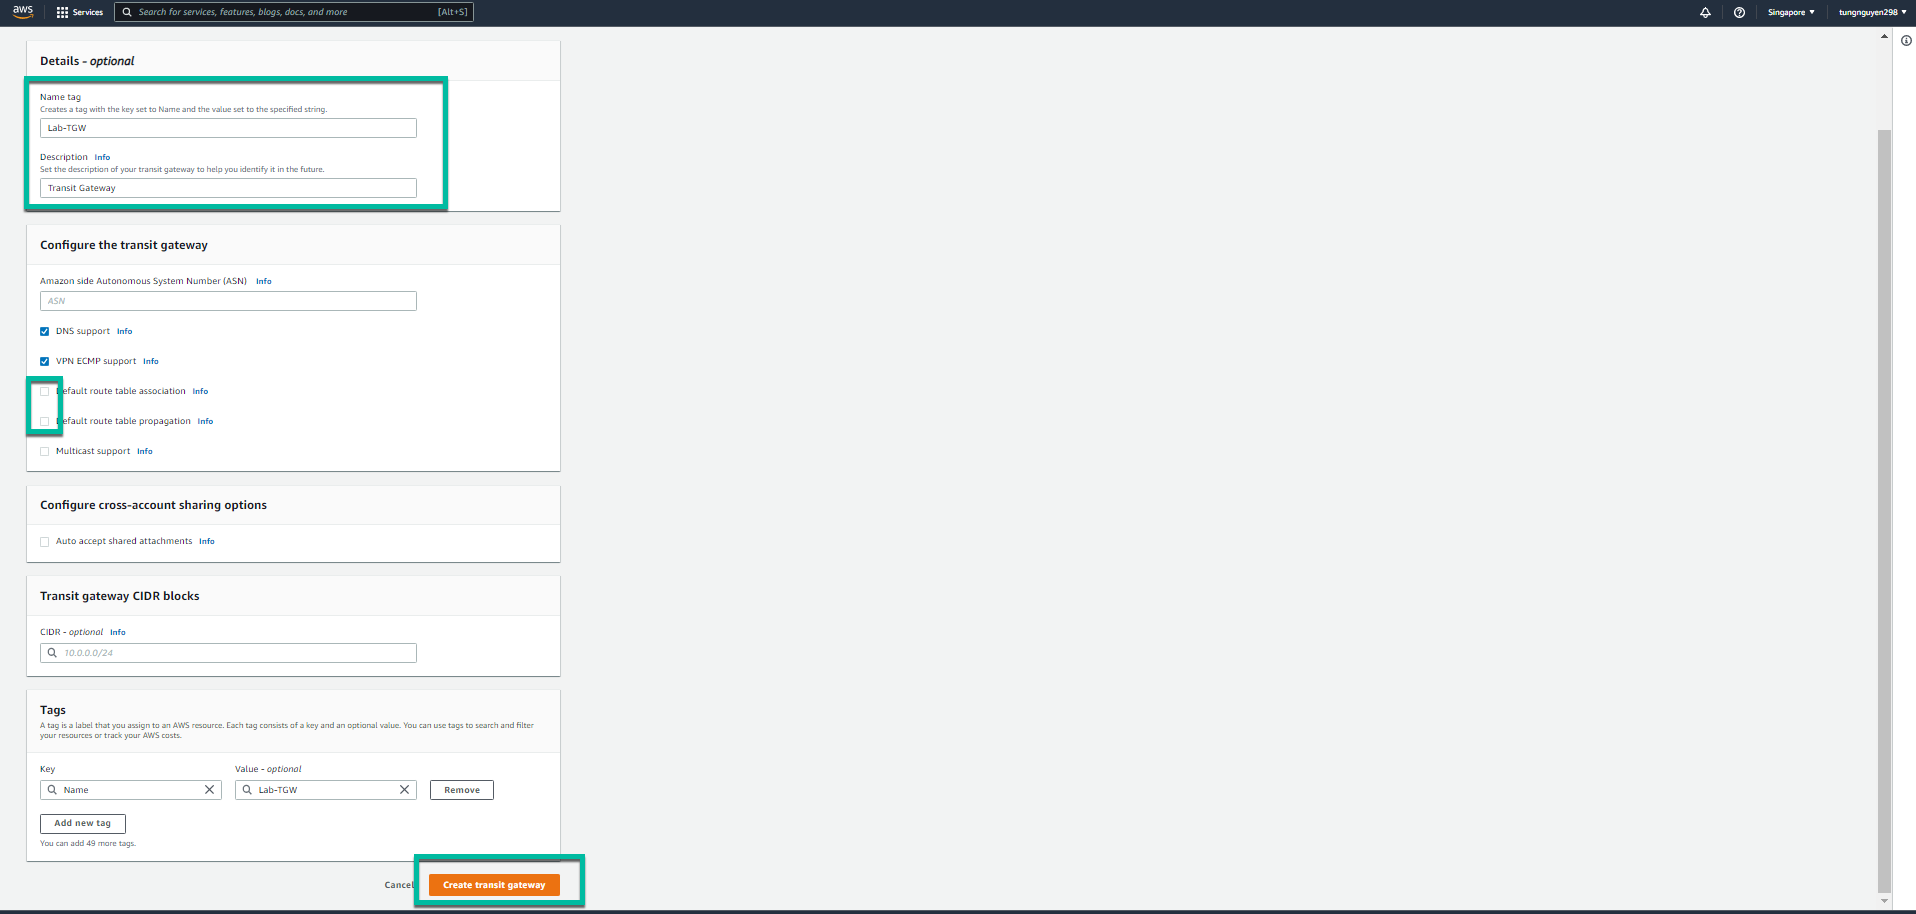 aws
Services
Search for services, features, blogs, docs, and more
[Alt+S]
Singapore
tungnguyen298
Details - optional
Name tag
Creates a tag with the key set to Name and the value set to the specified string.
Lab-TGW
Description Info
Set the description of your transit gateway to help you identify it in the future.
Transit Gateway
Configure the transit gateway
Amazon side Autonomous System Number (ASN) Info
ASN
DNS support Info
VPN ECMP support Info
efault route table association Info
efault route table propagation Info
Multicast support Info
Configure cross-account sharing options
Auto accept shared attachments Info
Transit gateway CIDR blocks
CIDR - optional Info
10.0.0.0/24
Tags
A tag is a label that you assign to an AWS resource. Each tag consists of a key and an optional value. You can use tags to search and filter
your resources or track your AWS costs.
Key
Value - optional
Name
Lab-TGW
Remove
Add new tag
You can add 49 more tags.
Cancel
Create transit gateway